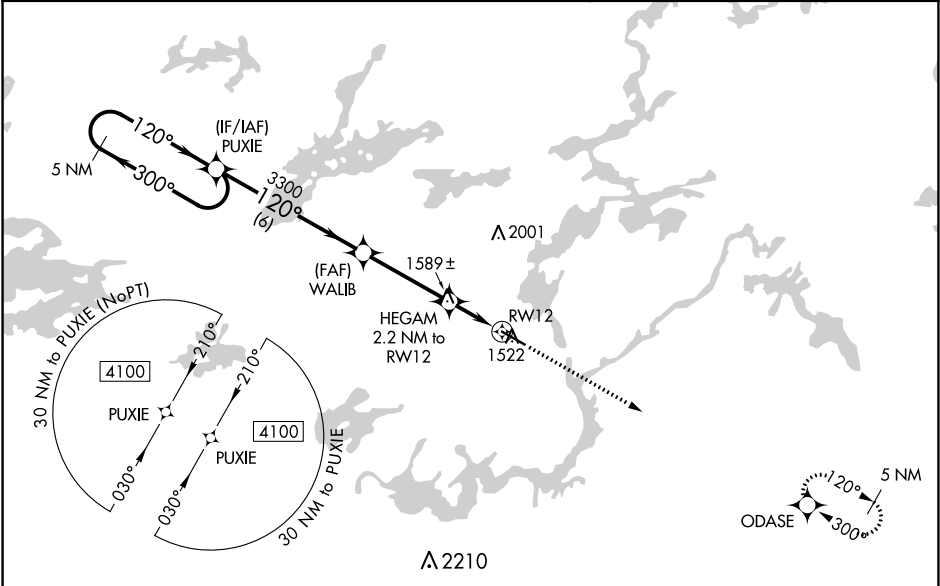 (IF/IAF)
PUXIE
120°
5 NM
300°
3300
120°
(6)
2001
(FAF)
WALIB
1589 ±
HEGAM
2.2 NM to
RW12
RW12
1522
30 NM to PUXIE (NoPT)
210°
4100
PUXIE
030°
210°
4100
PUXIE
030°
30 NM to PUXIE
120°
5 NM
ODASE
300°
2210